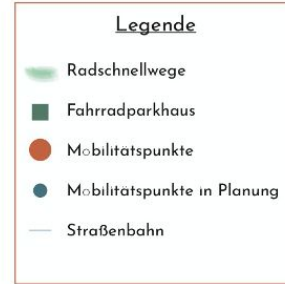 Legende
Radschnellwege
Fahrradparkhaus
Mobilitätspunkte
Mobilitätspunkte in Planung
Straßenbahn